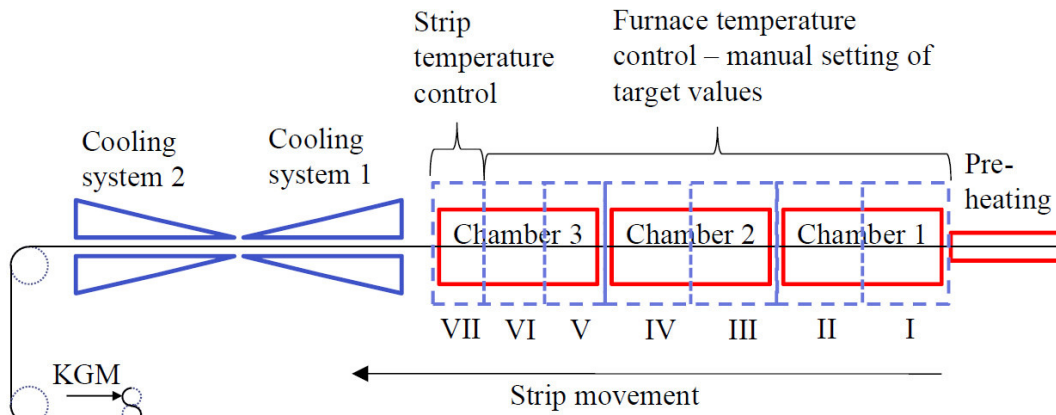 Strip
temperature
control
Furnace temperature
control – manual setting of
target values
Cooling
system 2
Cooling
system 1
Pre-
heating
Chamber 3
Chamber 2
Chamber 1
VII
VI
V
IV
III
II
I
KGM
Strip movement